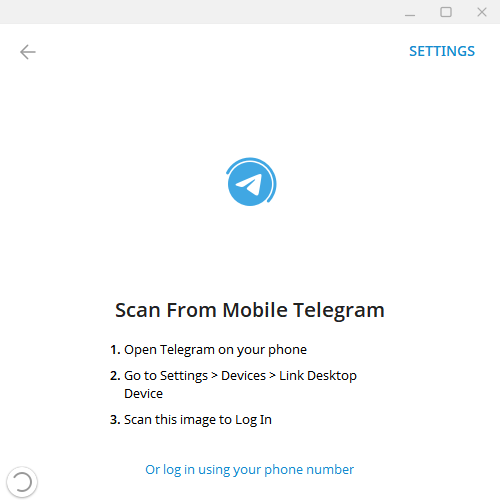 SETTINGS
Scan From Mobile Telegram
1. Open Telegram on your phone
2. Go to Settings > Devices > Link Desktop
Device
3. Scan this image to Log In
Or log in using your phone number